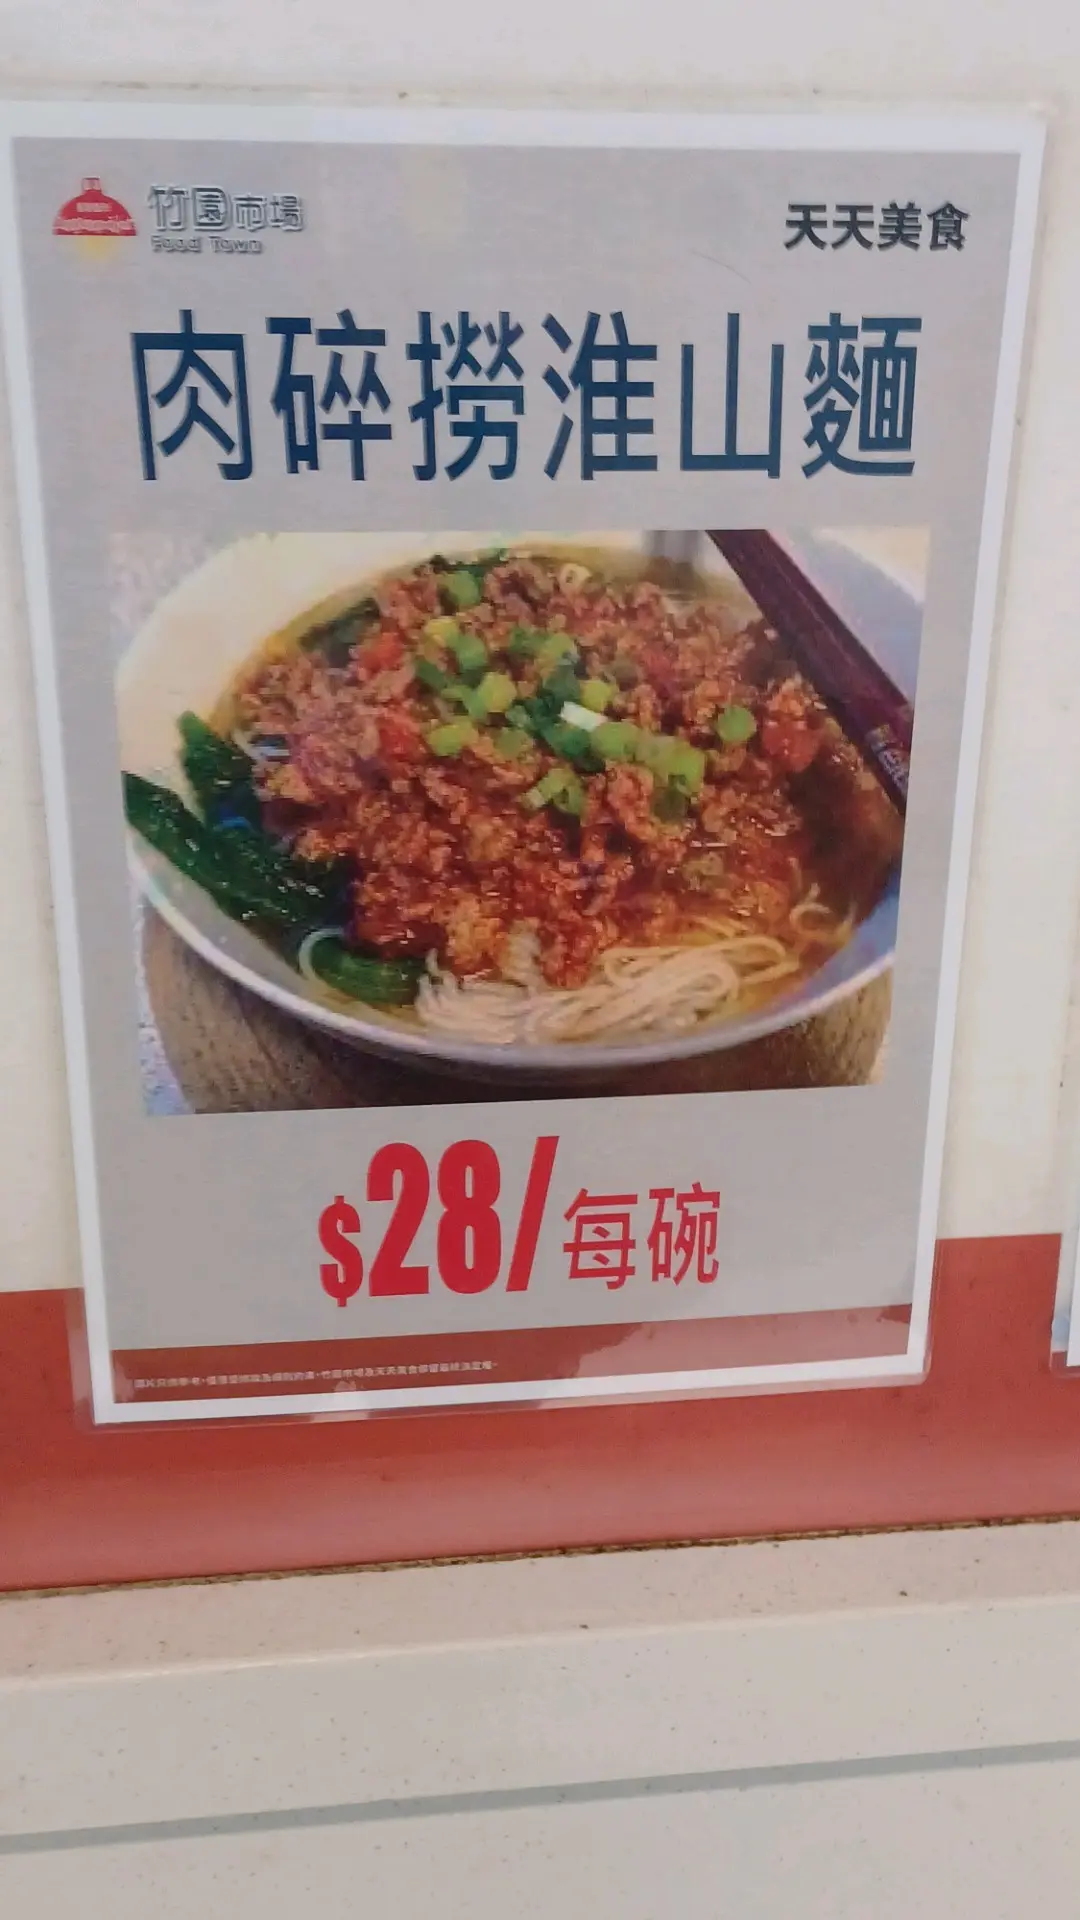 竹園市場
Food Town
天天美食
肉碎撈淮山麵
$28/每碗